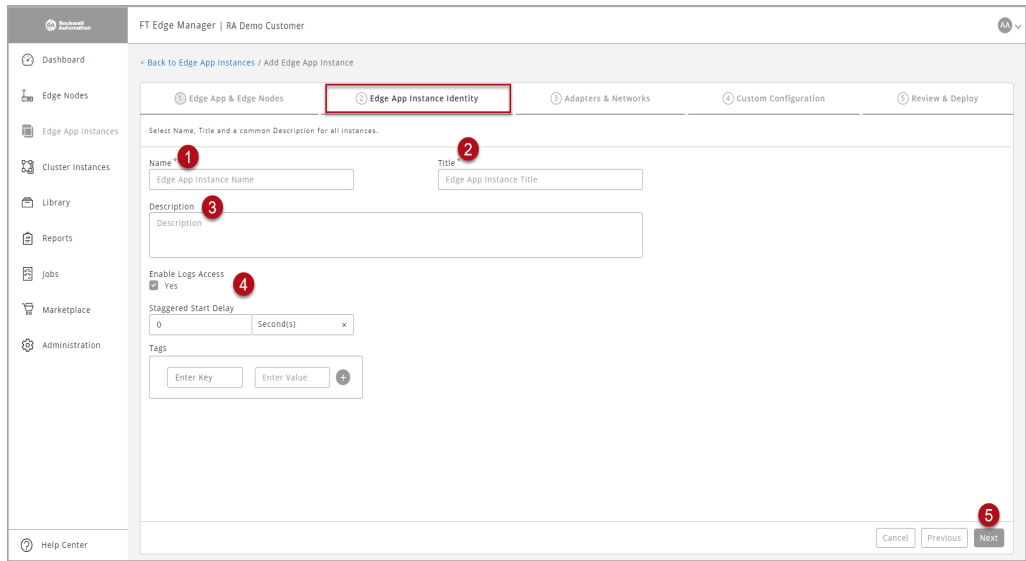 RA Rockwell Automation
FT Edge Manager | RA Demo Customer
AA
Dashboard
Edge Nodes
Edge App Instances
Cluster Instances
Library
Reports
Jobs
Marketplace
Administration
Help Center
< Back to Edge App Instances / Add Edge App Instance
1 Edge App & Edge Nodes
2 Edge App Instance Identity
3 Adapters & Networks
4 Custom Configuration
5 Review & Deploy
Select Name, Title and a common Description for all instances.
Name * 1
Edge App Instance Name
Title * 2
Edge App Instance Title
Description 3
Description
Enable Logs Access
Yes 4
Staggered Start Delay
0 Second(s) x
Tags
Enter Key Enter Value +
5
Cancel Previous Next